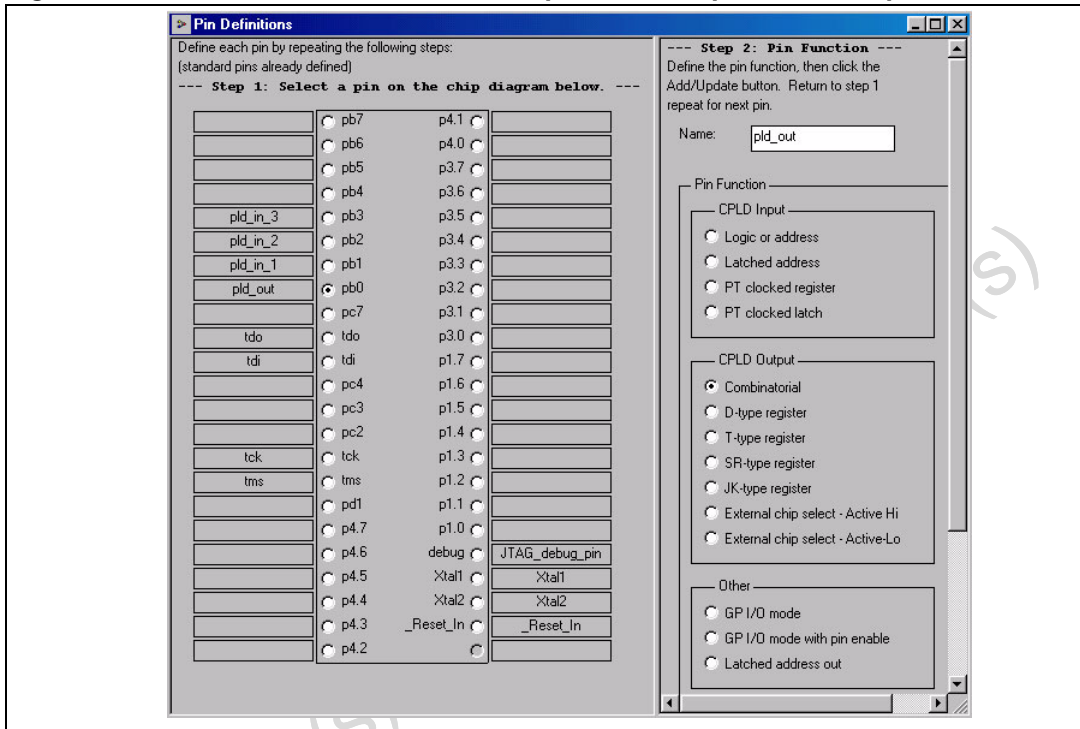 Pin Definitions
Define each pin by repeating the following steps:
(standard pins already defined)
--- Step 1: Select a pin on the chip diagram below. ---
pb7 p4.1
pb6 p4.0
pb5 p3.7
pb4 p3.6
pld_in_3 pb3 p3.5
pld_in_2 pb2 p3.4
pld_in_1 pb1 p3.3
pld_out pb0 p3.2
pc7 p3.1
tdo tdo p3.0
tdi tdi p1.7
pc4 p1.6
pc3 p1.5
pc2 p1.4
tck tck p1.3
tms tms p1.2
pd1 p1.1
p4.7 p1.0
p4.6 debug JTAG_debug_pin
p4.5 Xtal1 Xtal1
p4.4 Xtal2 Xtal2
p4.3 _Reset_In _Reset_In
p4.2
--- Step 2: Pin Function ---
Define the pin function, then click the
Add/Update button. Return to step 1
repeat for next pin.
Name: pld_out
Pin Function
CPLD Input
Logic or address
Latched address
PT clocked register
PT clocked latch
CPLD Output
Combinatorial
D-type register
T-type register
SR-type register
JK-type register
External chip select - Active Hi
External chip select - Active-Lo
Other
GP I/O mode
GP I/O mode with pin enable
Latched address out
(s)
(s)